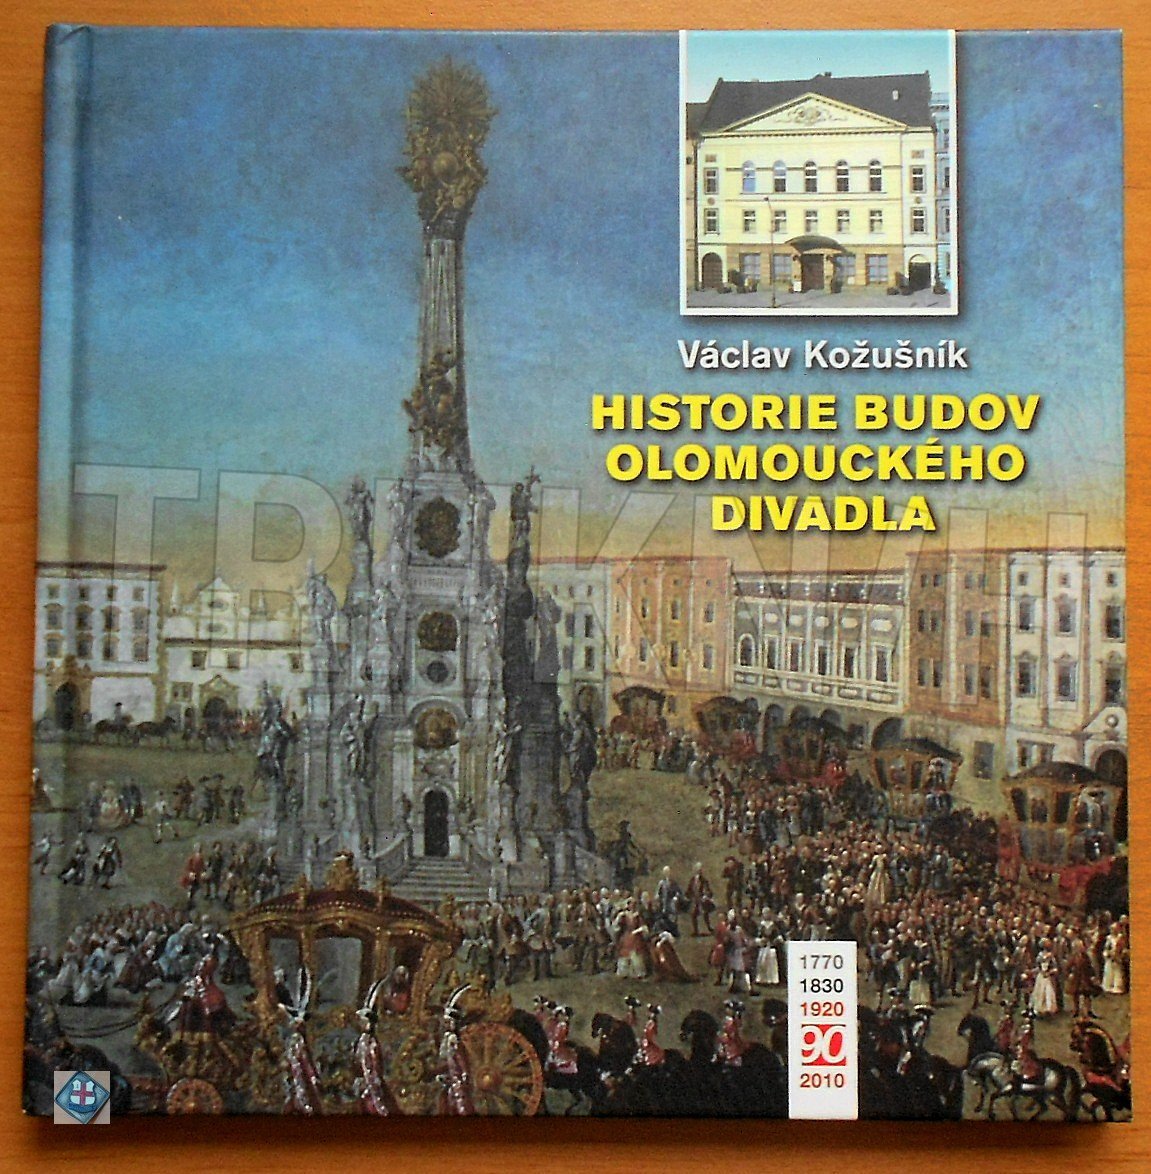 Václav Kožušník
HISTORIE BUDOV
OLOMOUCKÉHO
DIVADLA
1770
1830
1920
90
2010